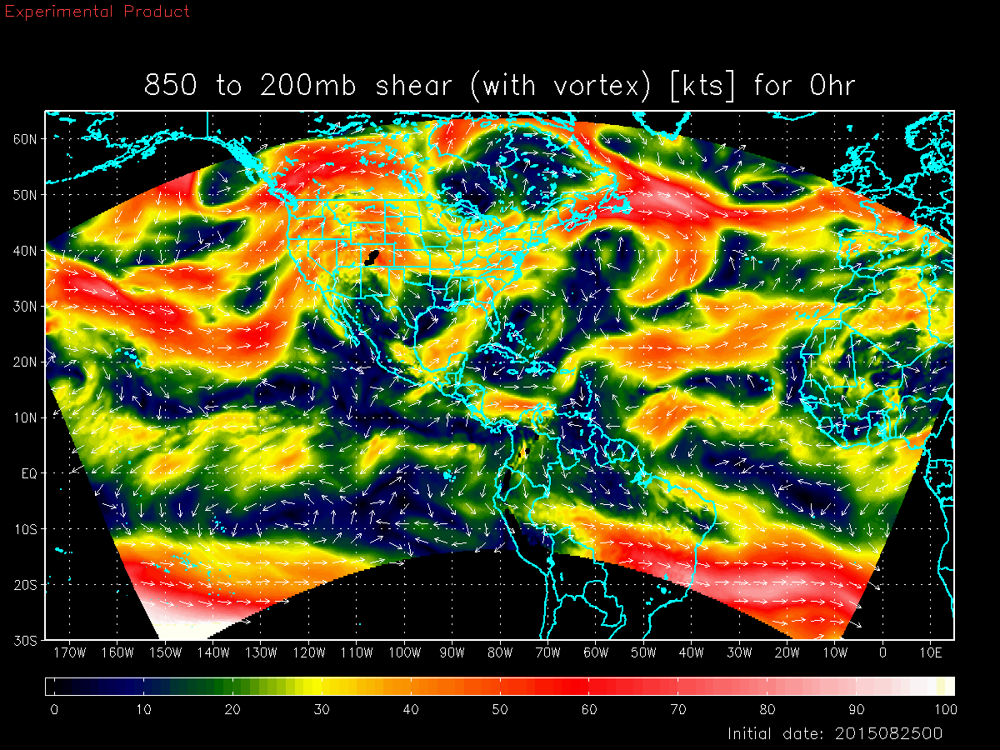 Experimental Product
850 to 200mb shear (with vortex) [kts] for 0hr
60N
50N
40N
30N
20N
10N
EQ
10S
20S
30S
170W 160W 150W 140W 130W 120W 110W 100W 90W 80W 70W 60W 50W 40W 30W 20W 10W 0 10E
0 10 20 30 40 50 60 70 80 90 100
Initial date: 2015082500